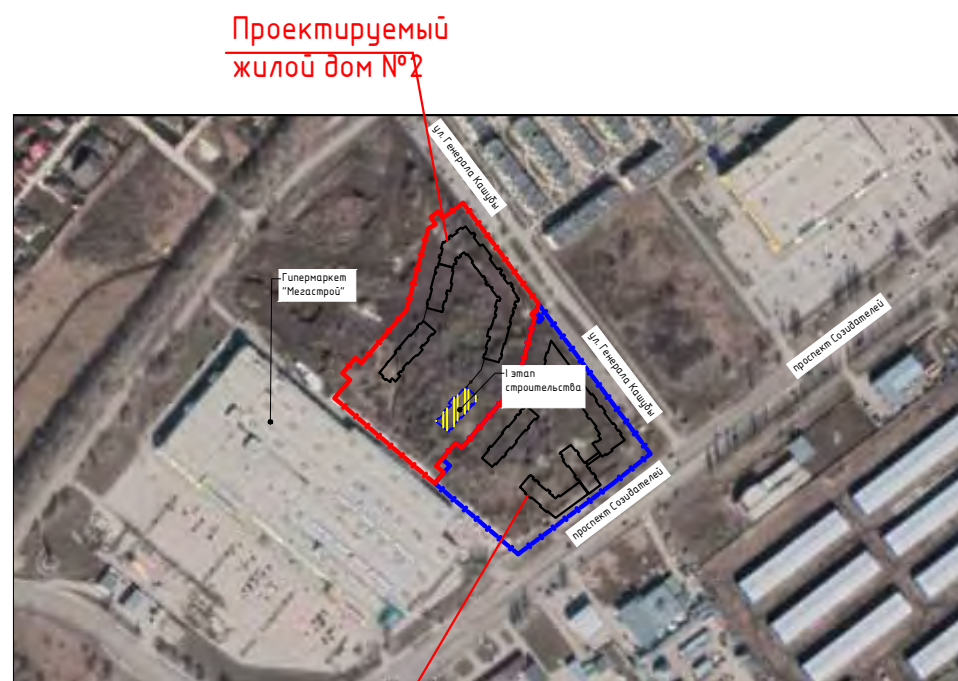 Проектируемый
жилой дом №2
ул. Генерала Кашубы
Гипермаркет
"Мегастрой"
ул. Генерала Кашубы
проспект Созидателей
I этап
строительства
проспект Созидателей